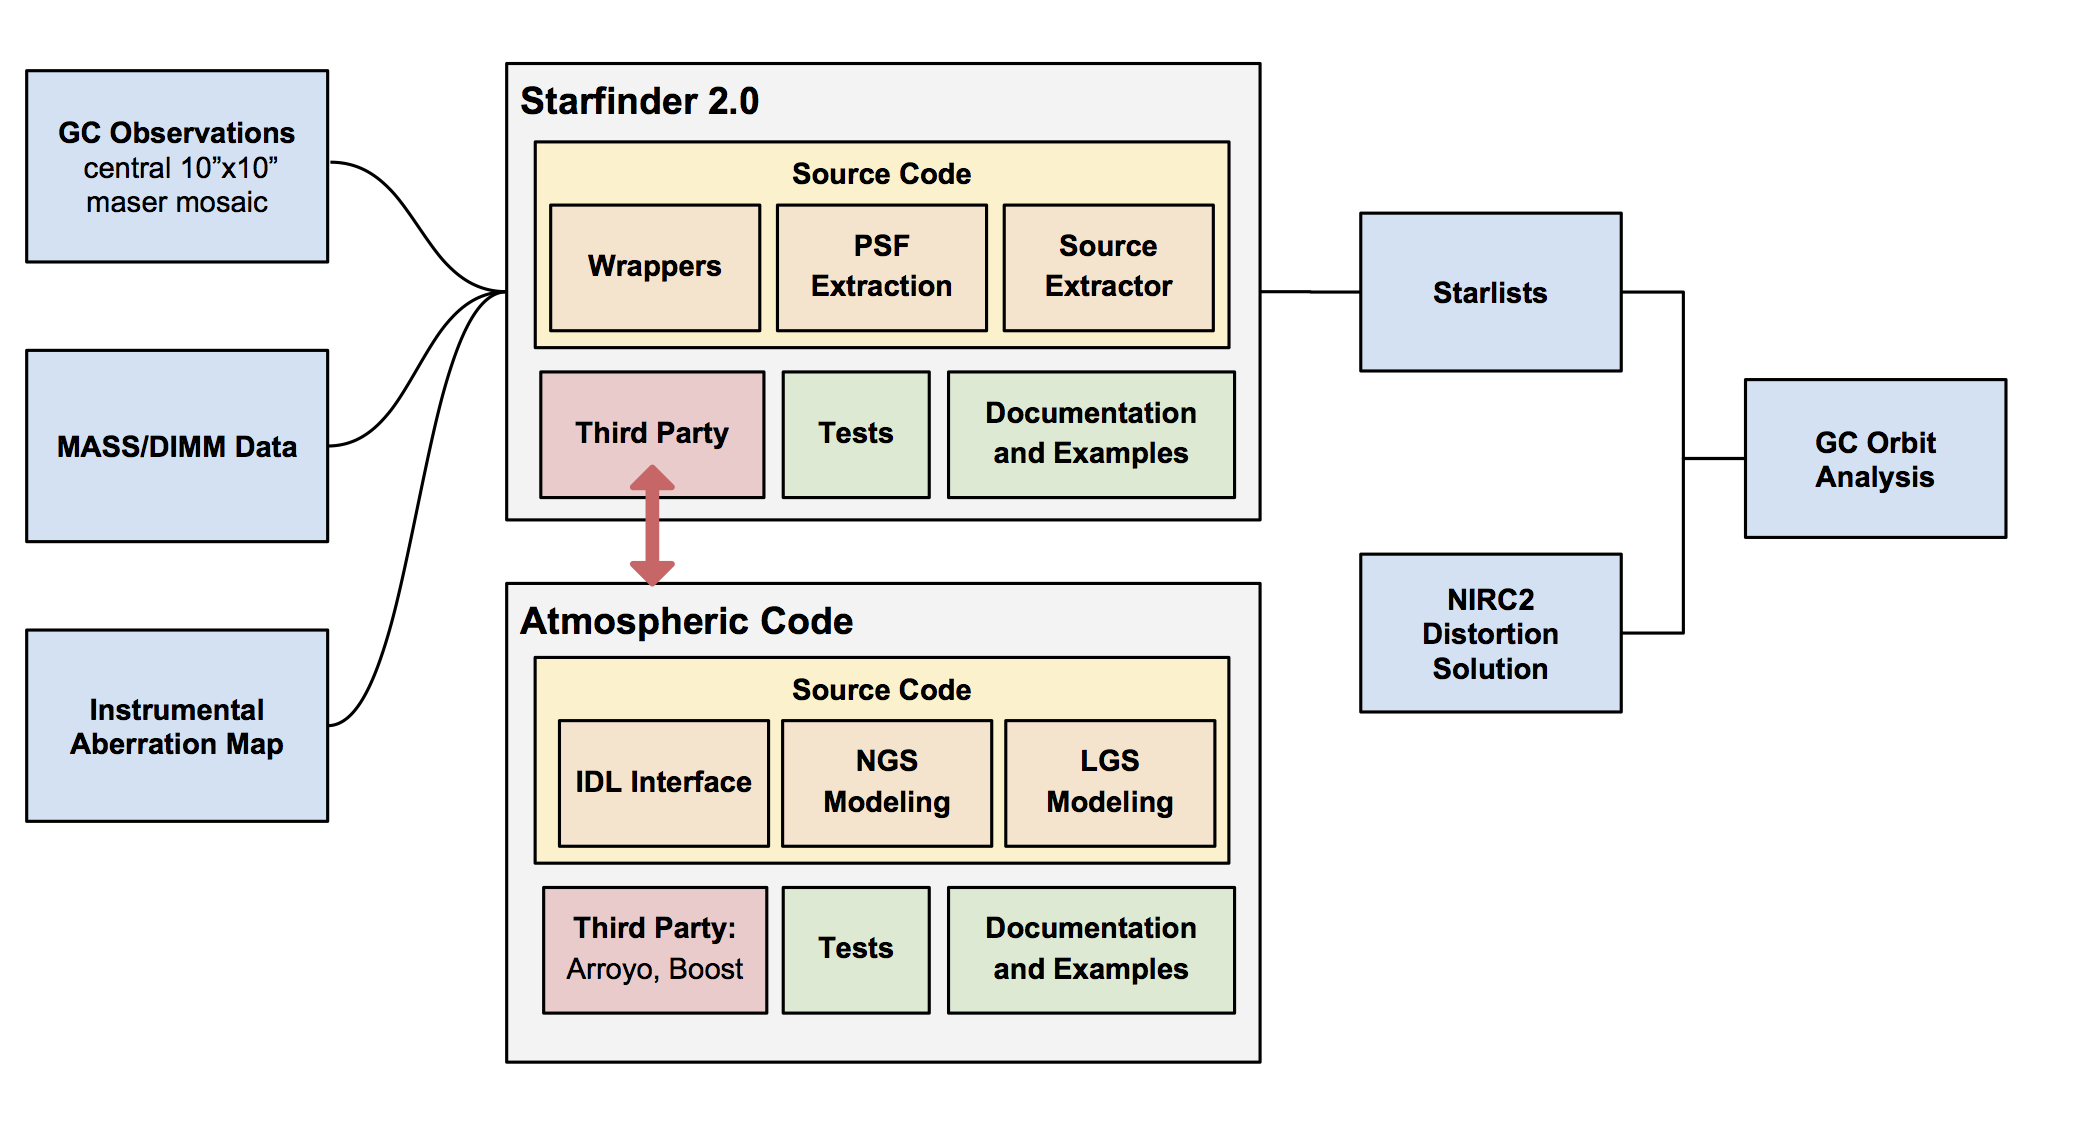 GC Observations
central 10”x10”
maser mosaic
MASS/DIMM Data
Instrumental
Aberration Map
Starfinder 2.0
Source Code
Wrappers
PSF
Extraction
Source
Extractor
Third Party
Tests
Documentation
and Examples
Atmospheric Code
Source Code
IDL Interface
NGS
Modeling
LGS
Modeling
Third Party:
Arroyo, Boost
Tests
Documentation
and Examples
Starlists
NIRC2
Distortion
Solution
GC Orbit
Analysis